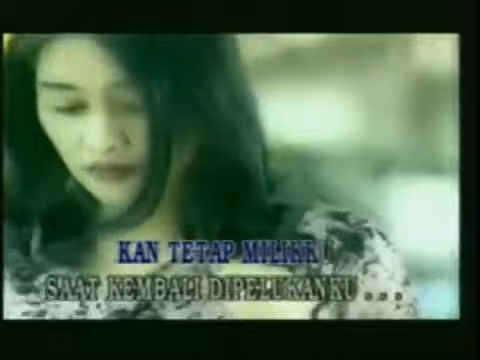 KAN TETAP MILIKKU
SAAT KEMBALI DIPELUKANKU . . .